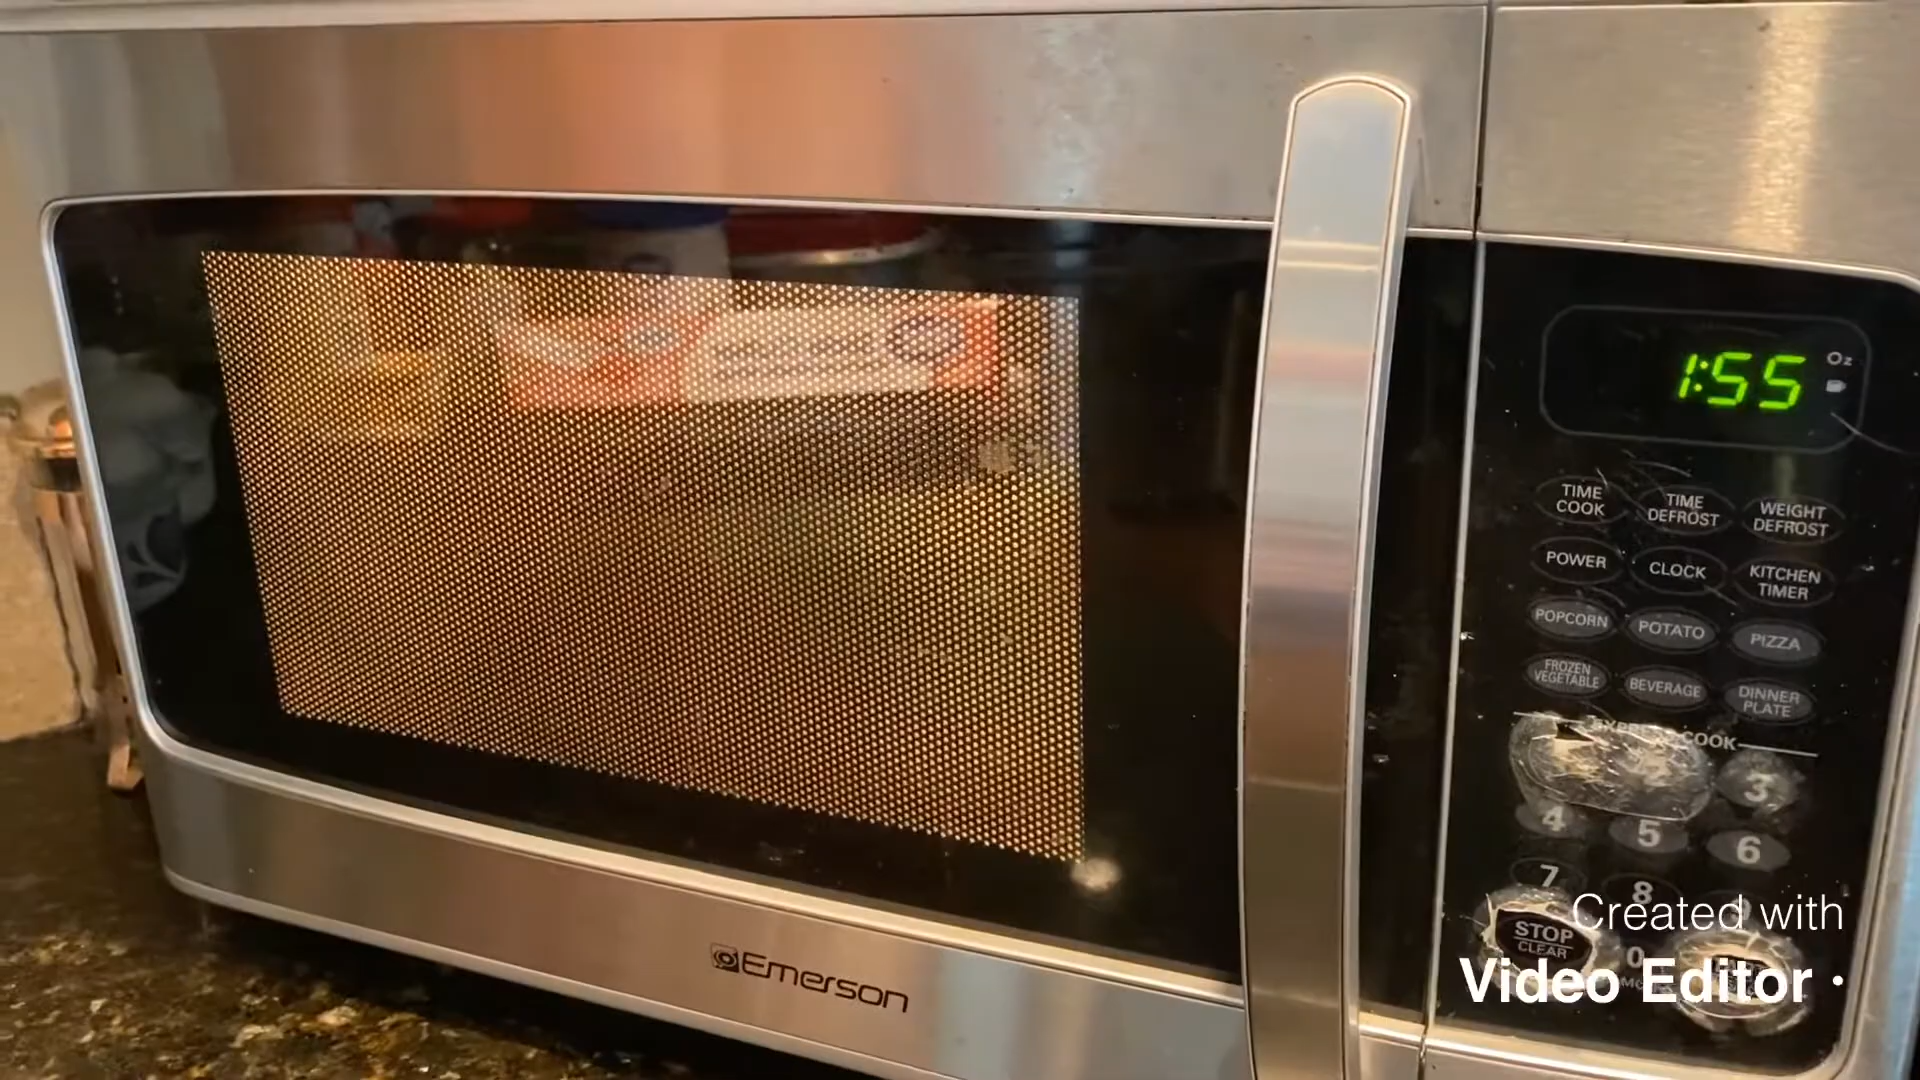 1:55
Oz
TIME COOK
TIME DEFROST
WEIGHT DEFROST
POWER
CLOCK
KITCHEN TIMER
POPCORN
POTATO
PIZZA
FROZEN VEGETABLE
BEVERAGE
DINNER PLATE
COOK
3
4
5
6
7
8
STOP
CLEAR
0
Emerson
Created with
Video Editor